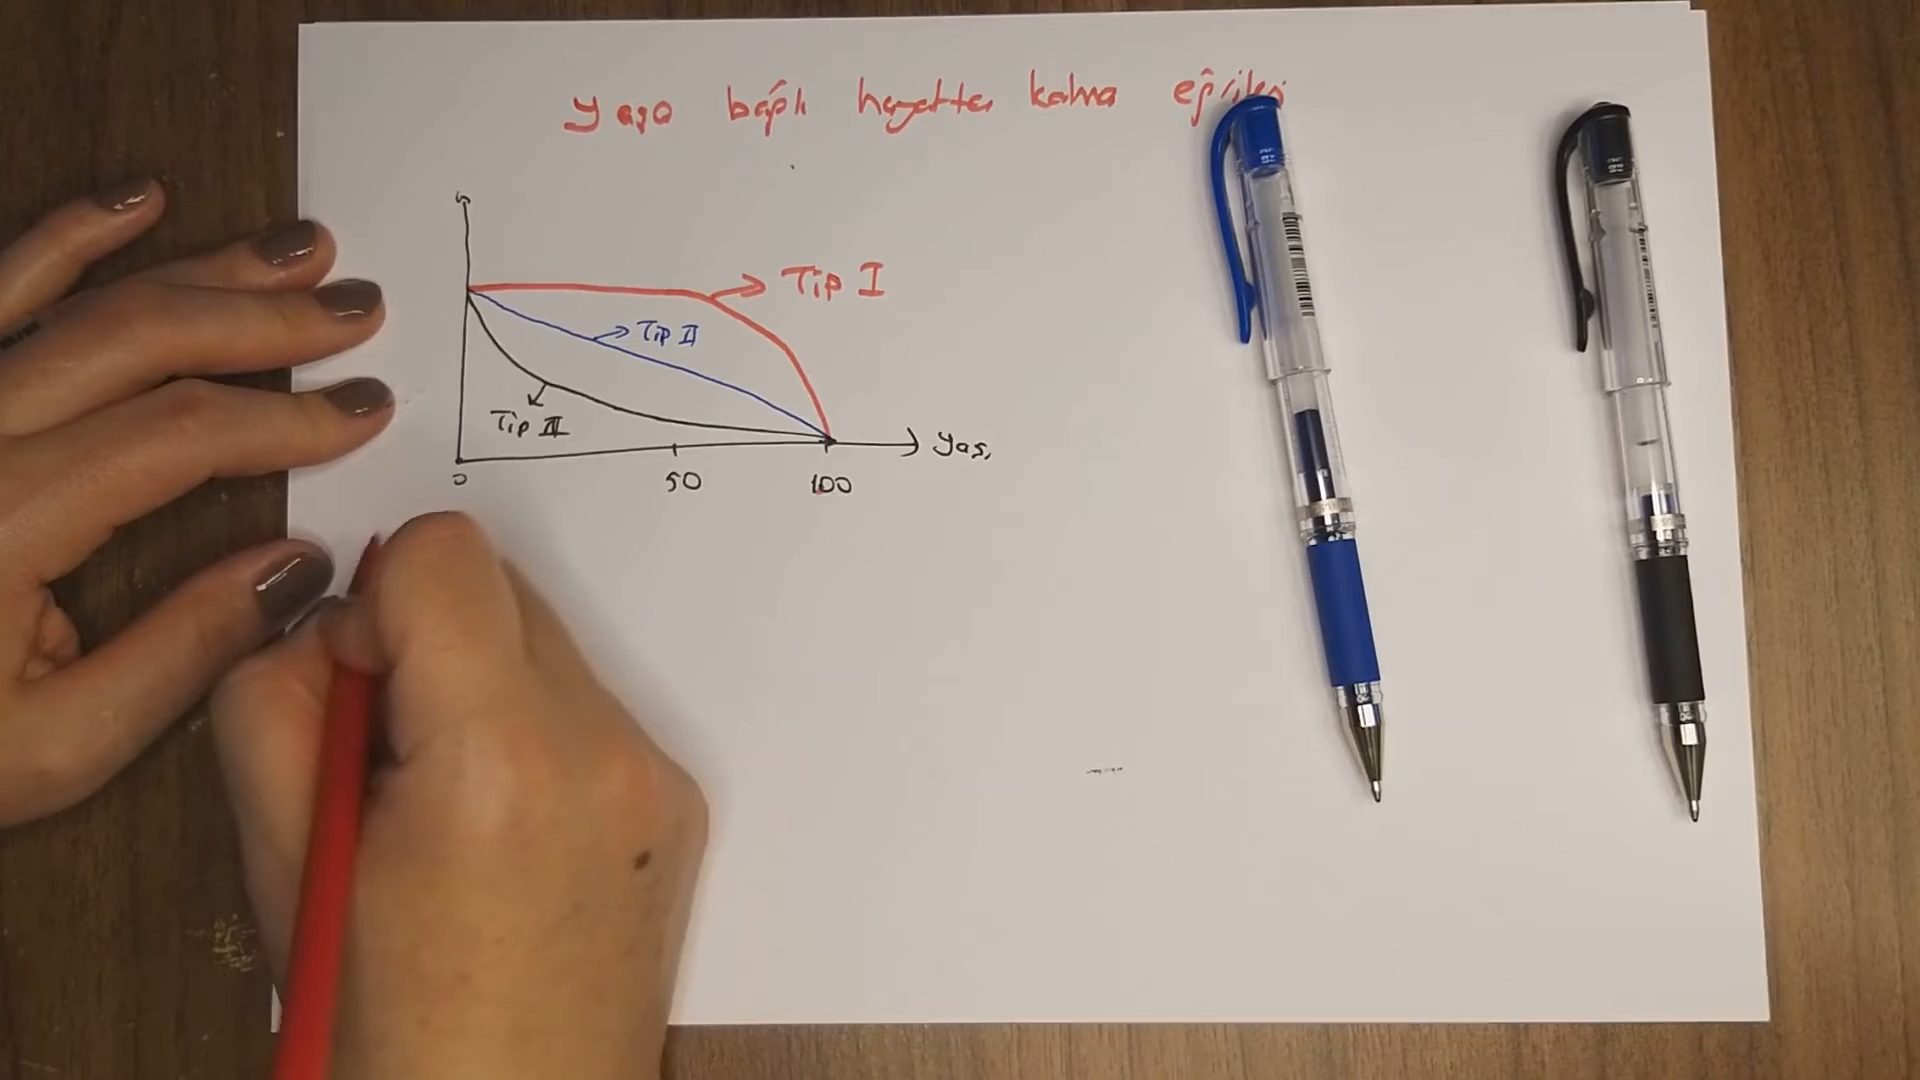 Yaşa bağlı hayatta kalma eğrileri
Tip I
Tip II
Tip III
Yaş
0 50 100